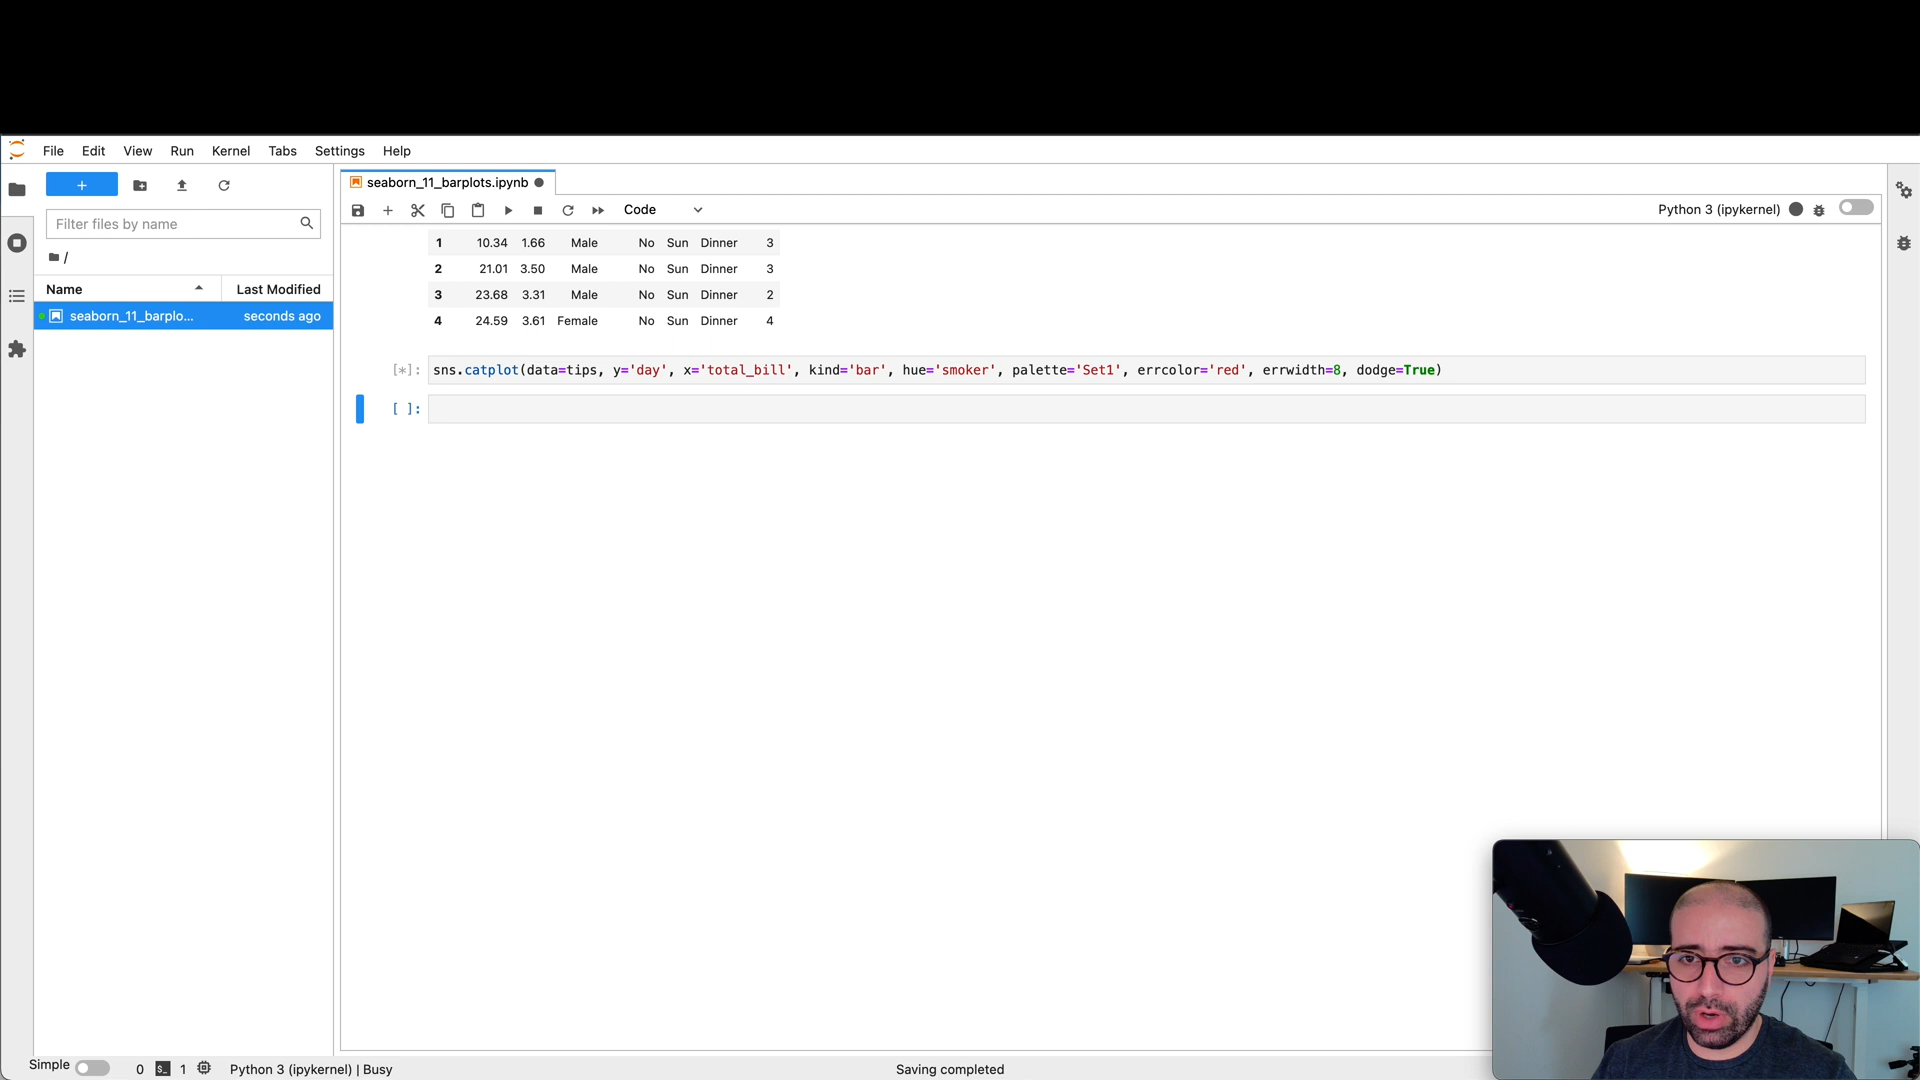 File Edit View Run Kernel Tabs Settings Help
seaborn_11_barplots.ipynb
Code
Python 3 (ipykernel)
Filter files by name
/
Name Last Modified
seaborn_11_barplo... seconds ago
1 10.34 1.66 Male No Sun Dinner 3
2 21.01 3.50 Male No Sun Dinner 3
3 23.68 3.31 Male No Sun Dinner 2
4 24.59 3.61 Female No Sun Dinner 4
[*]: sns.catplot(data=tips, y='day', x='total_bill', kind='bar', hue='smoker', palette='Set1', errcolor='red', errwidth=8, dodge=True)
[ ]:
Simple 0 $_ 1 Python 3 (ipykernel) | Busy Saving completed